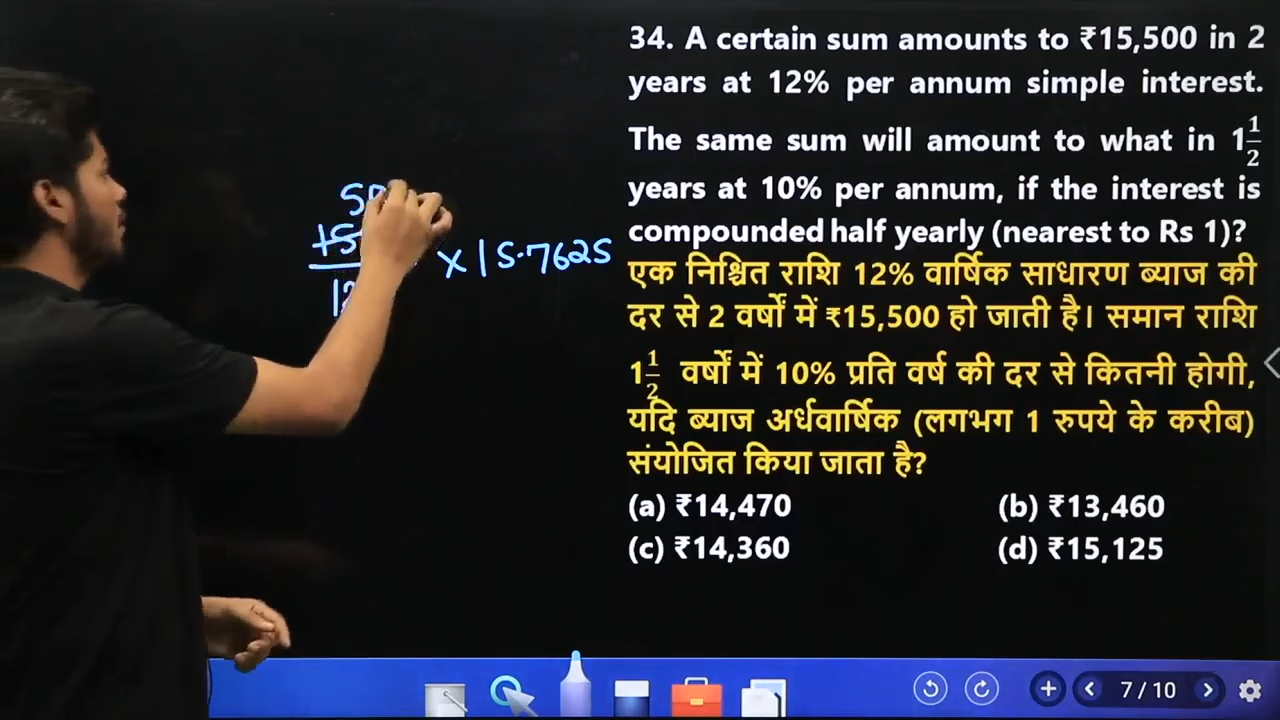 34. A certain sum amounts to ₹15,500 in 2
years at 12% per annum simple interest.
The same sum will amount to what in 1 1/2
years at 10% per annum, if the interest is
compounded half yearly (nearest to Rs 1)?
एक निश्चित राशि 12% वार्षिक साधारण ब्याज की
दर से 2 वर्षों में ₹15,500 हो जाती है। समान राशि
1 1/2 वर्षों में 10% प्रति वर्ष की दर से कितनी होगी,
यदि ब्याज अर्धवार्षिक (लगभग 1 रुपये के करीब)
संयोजित किया जाता है?
(a) ₹14,470 (b) ₹13,460
(c) ₹14,360 (d) ₹15,125
× 15.7625
7 / 10